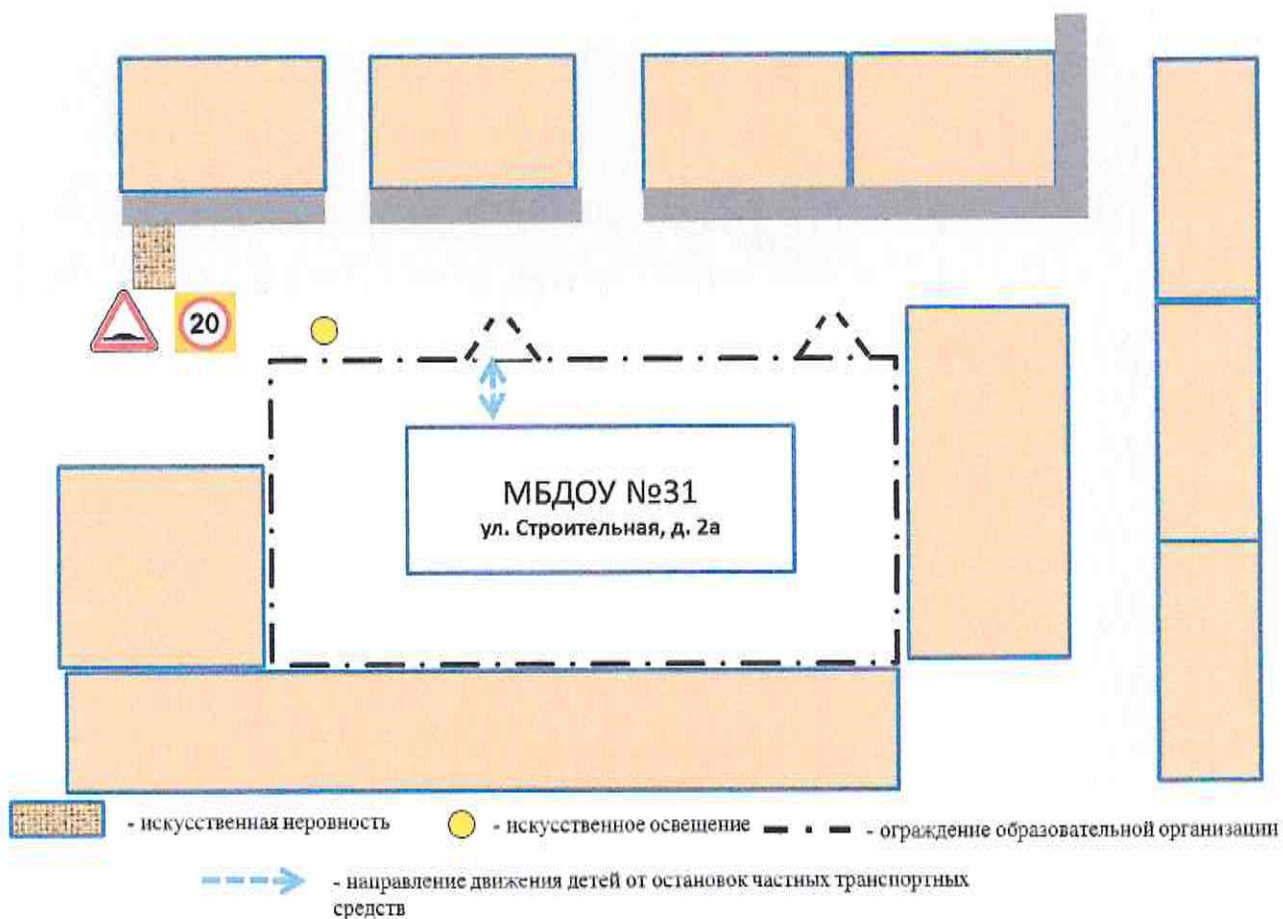 20
МБДОУ №31
ул. Строительная, д. 2а
- искусственная неровность
- искусственное освещение
- ограждение образовательной организации
- направление движения детей от остановок частных транспортных
средств